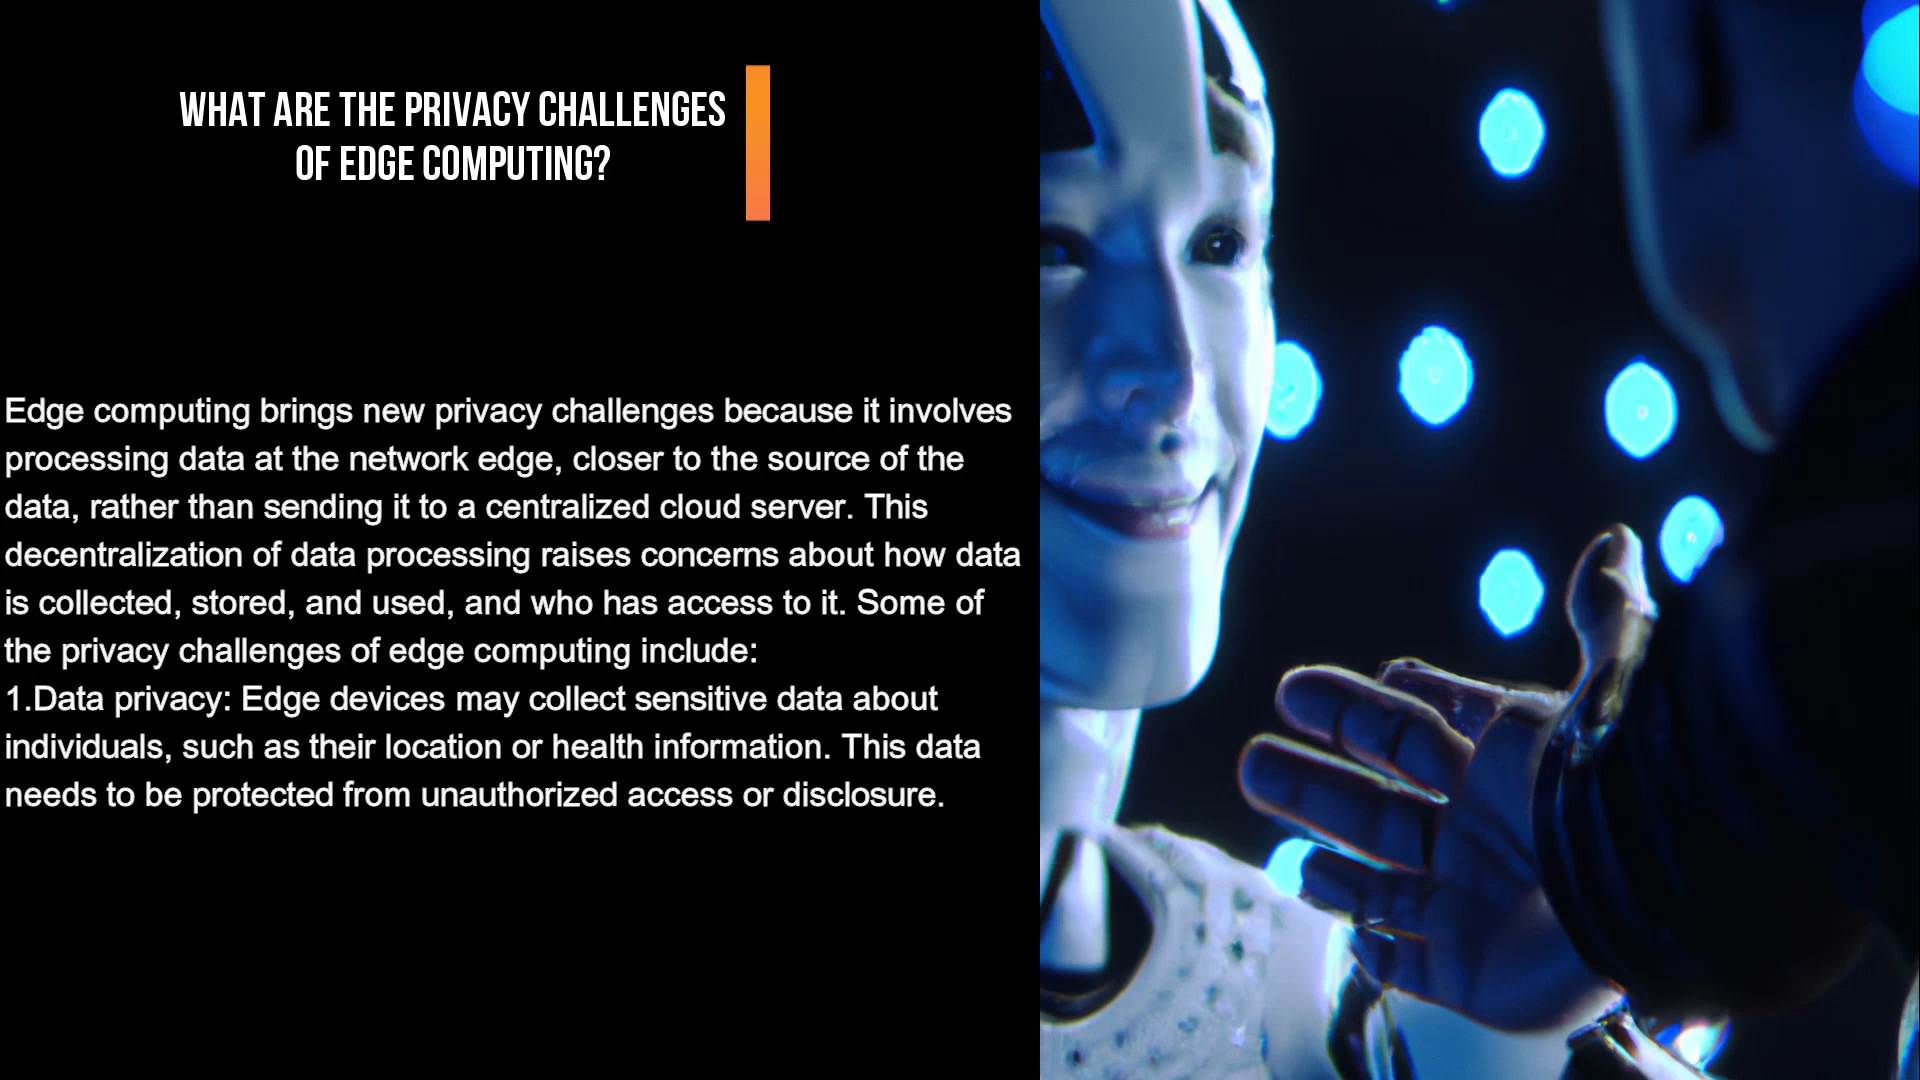 WHAT ARE THE PRIVACY CHALLENGES
OF EDGE COMPUTING?
Edge computing brings new privacy challenges because it involves
processing data at the network edge, closer to the source of the
data, rather than sending it to a centralized cloud server. This
decentralization of data processing raises concerns about how data
is collected, stored, and used, and who has access to it. Some of
the privacy challenges of edge computing include:
1.Data privacy: Edge devices may collect sensitive data about
individuals, such as their location or health information. This data
needs to be protected from unauthorized access or disclosure.